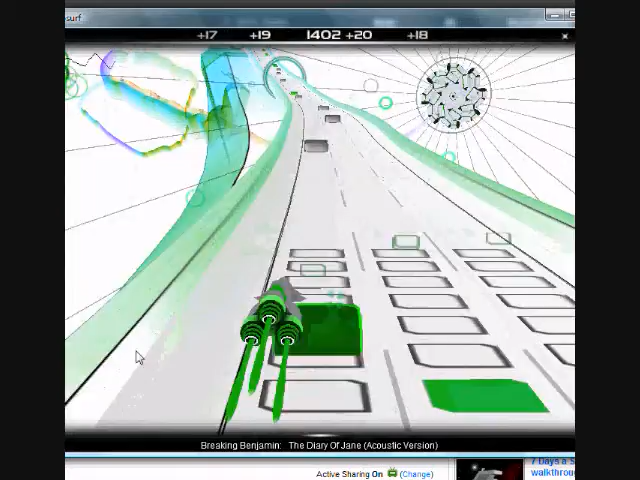 surf
+17 +19 1402 +20 +18
Breaking Benjamin: The Diary Of Jane (Acoustic Version)
Active Sharing On (Change)
7 Days a S
walkthrou